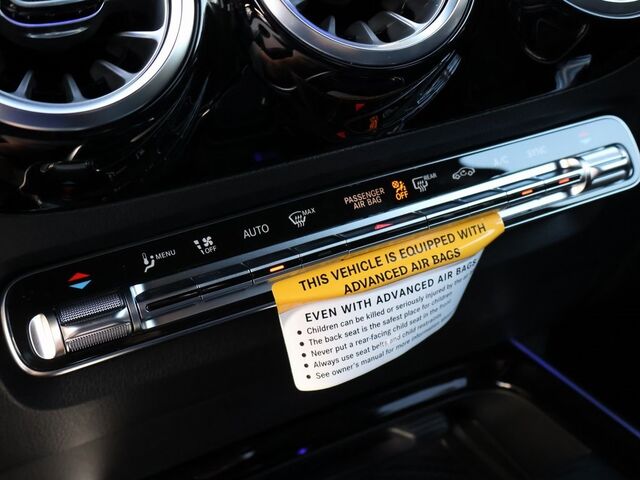 MENU
OFF
AUTO
MAX
PASSENGER
AIR BAG
OFF
REAR
A/C
SYNC
THIS VEHICLE IS EQUIPPED WITH
ADVANCED AIR BAGS
EVEN WITH ADVANCED AIR BAGS
• Children can be killed or seriously injured by the
• The back seat is the safest place for children
• Never put a rear-facing child seat in the front
• Always use seat belts and child restraints
• See owner's manual for more information